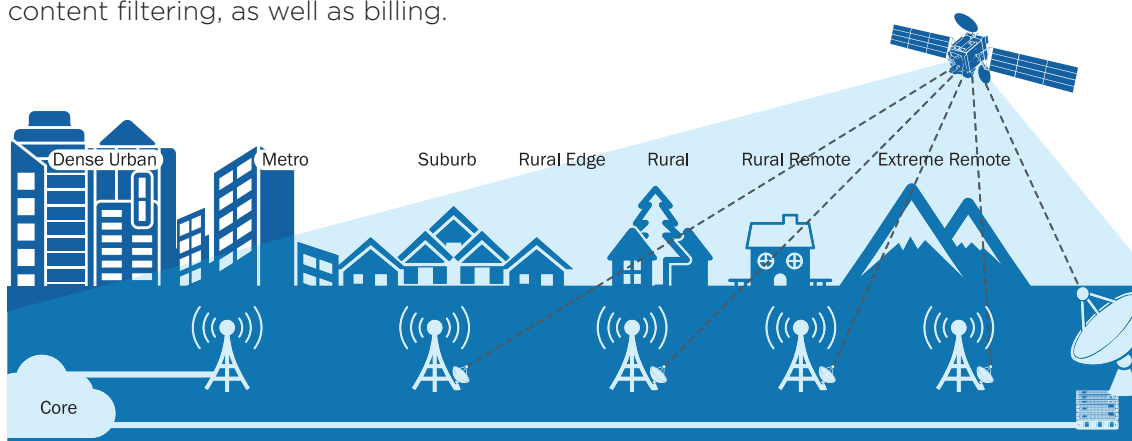 content filtering, as well as billing.
Dense Urban
Metro
Suburb
Rural Edge
Rural
Rural Remote
Extreme Remote
Core